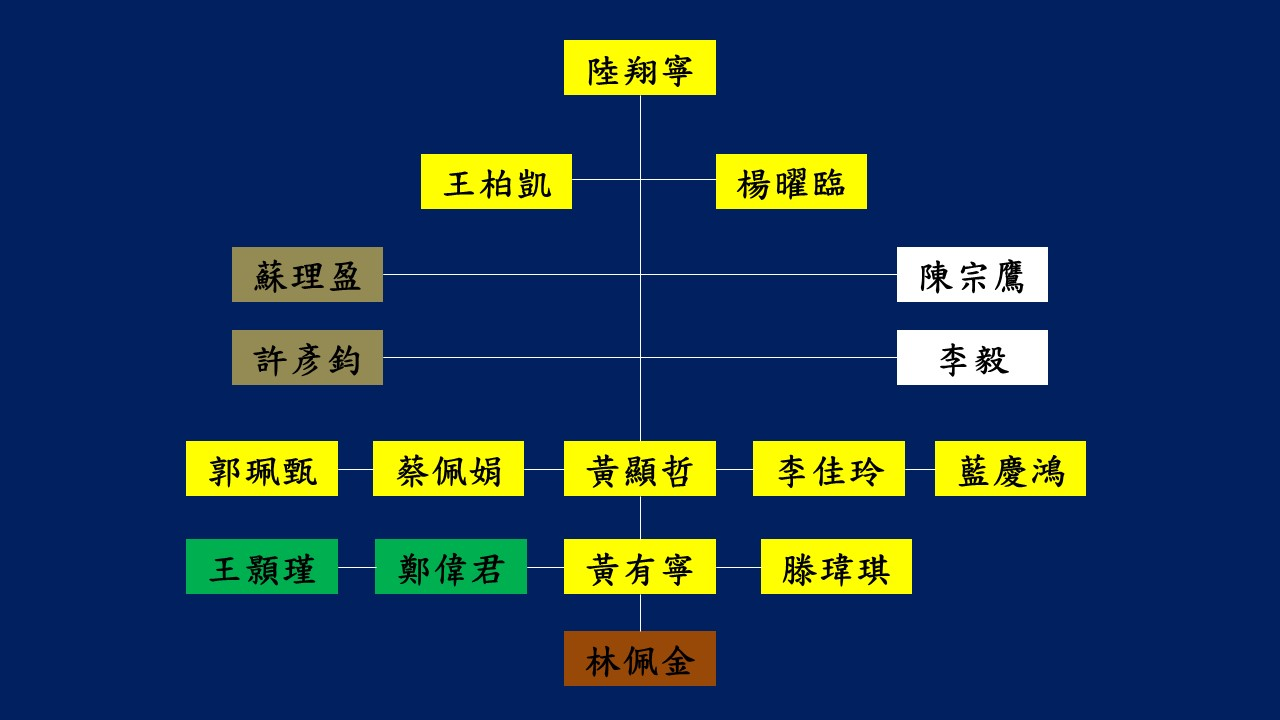 陸翔寧
王柏凱 楊曜臨
蘇理盈 陳宗鷹
許彥鈞 李毅
郭珮甄 蔡佩娟 黃顯哲 李佳玲 藍慶鴻
王顥瑾 鄭偉君 黃有寧 滕瑋琪
林佩金